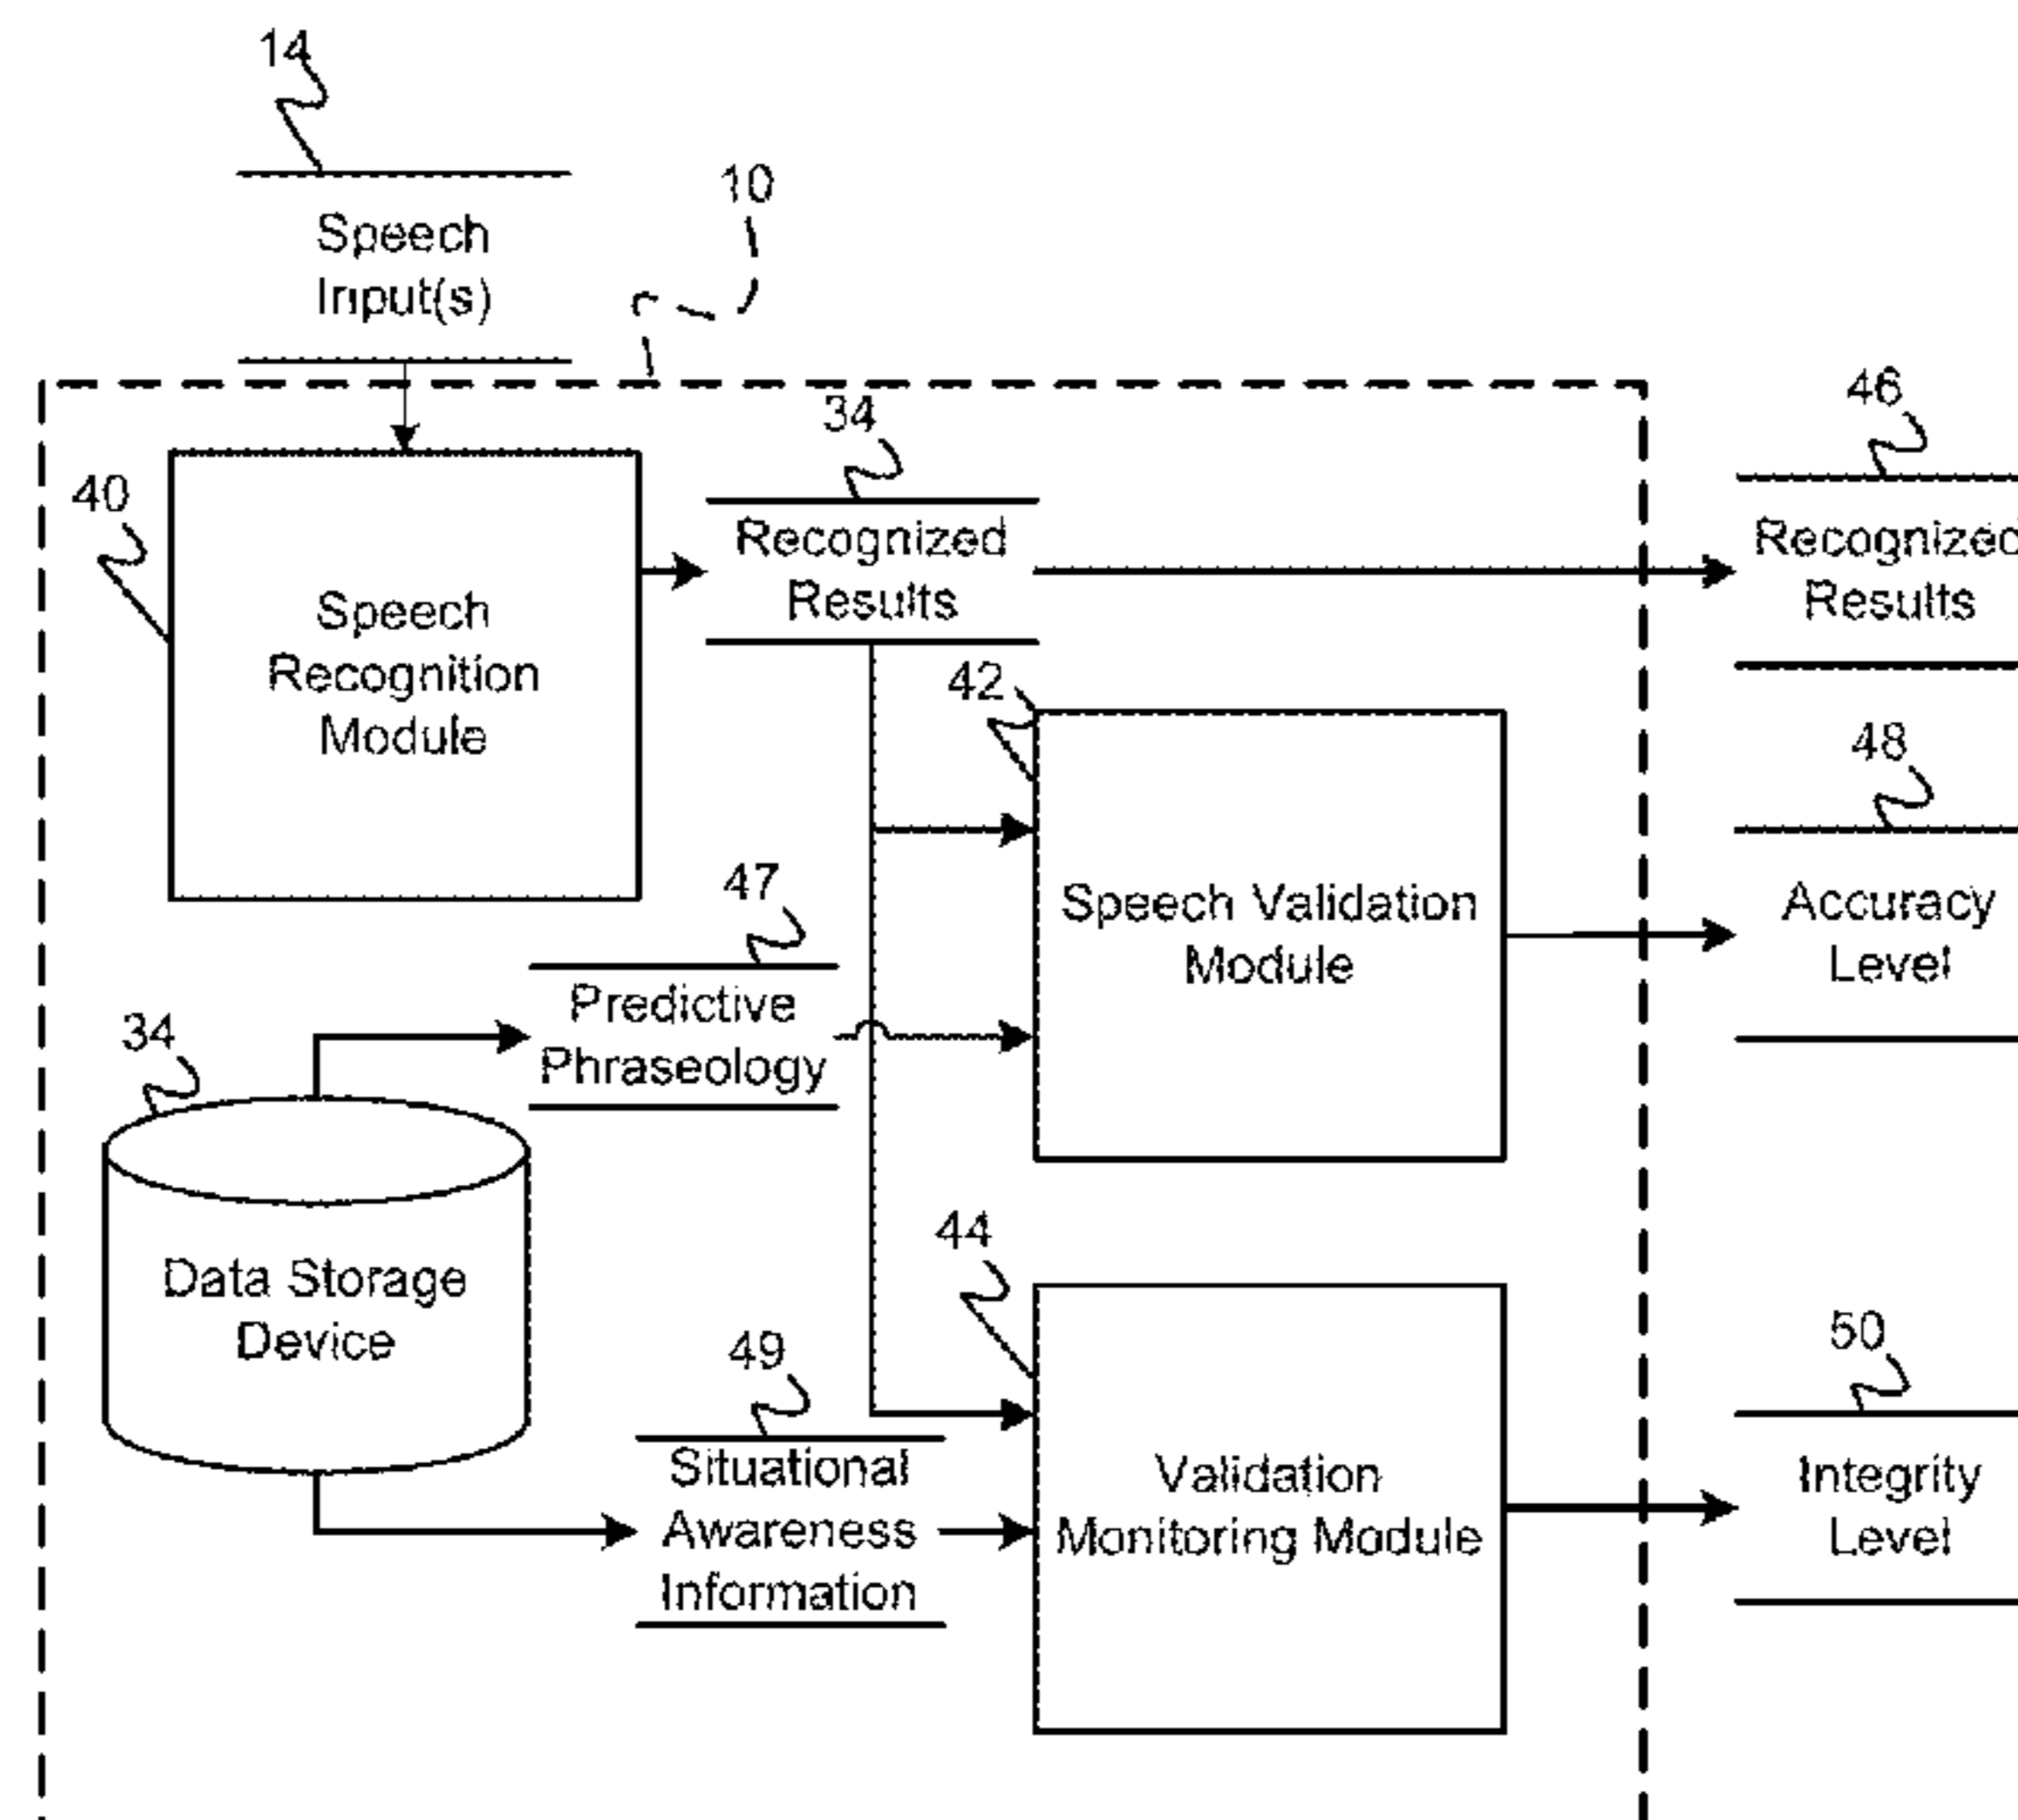 14
Speech
Input(s)
10
40
Speech
Recognition
Module
34
Recognized
Results
46
Recognized
Results
42
Speech Validation
Module
48
Accuracy
Level
47
Predictive
Phraseology
34
Data Storage
Device
49
Situational
Awareness
Information
44
Validation
Monitoring Module
50
Integrity
Level